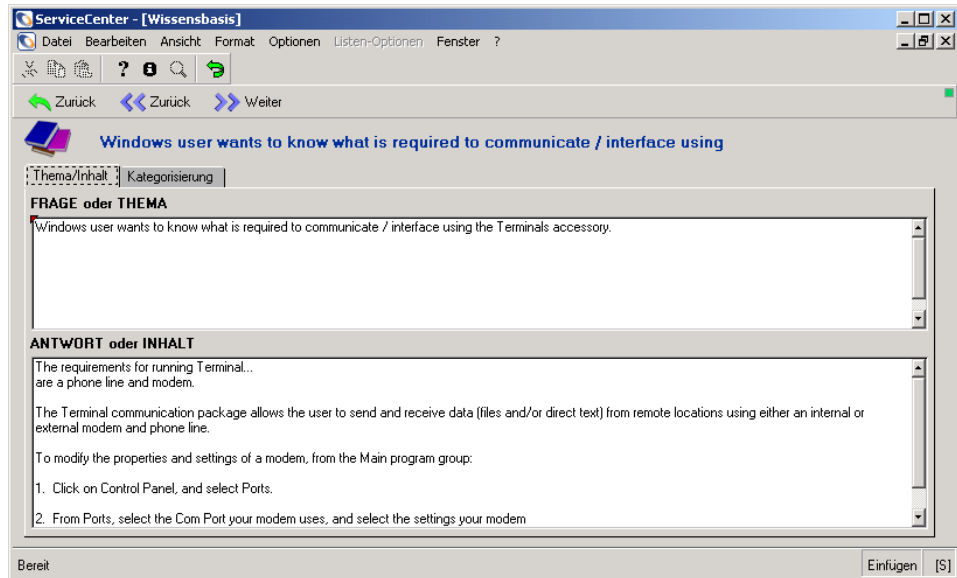 ServiceCenter - [Wissensbasis]
Datei Bearbeiten Ansicht Format Optionen Listen-Optionen Fenster ?
Zurück Zurück Weiter
Windows user wants to know what is required to communicate / interface using
Thema/Inhalt Kategorisierung
FRAGE oder THEMA
Windows user wants to know what is required to communicate / interface using the Terminals accessory.
ANTWORT oder INHALT
The requirements for running Terminal...
are a phone line and modem.
The Terminal communication package allows the user to send and receive data (files and/or direct text) from remote locations using either an internal or
external modem and phone line.
To modify the properties and settings of a modem, from the Main program group:
1. Click on Control Panel, and select Ports.
2. From Ports, select the Com Port your modem uses, and select the settings your modem
Bereit Einfügen [S]